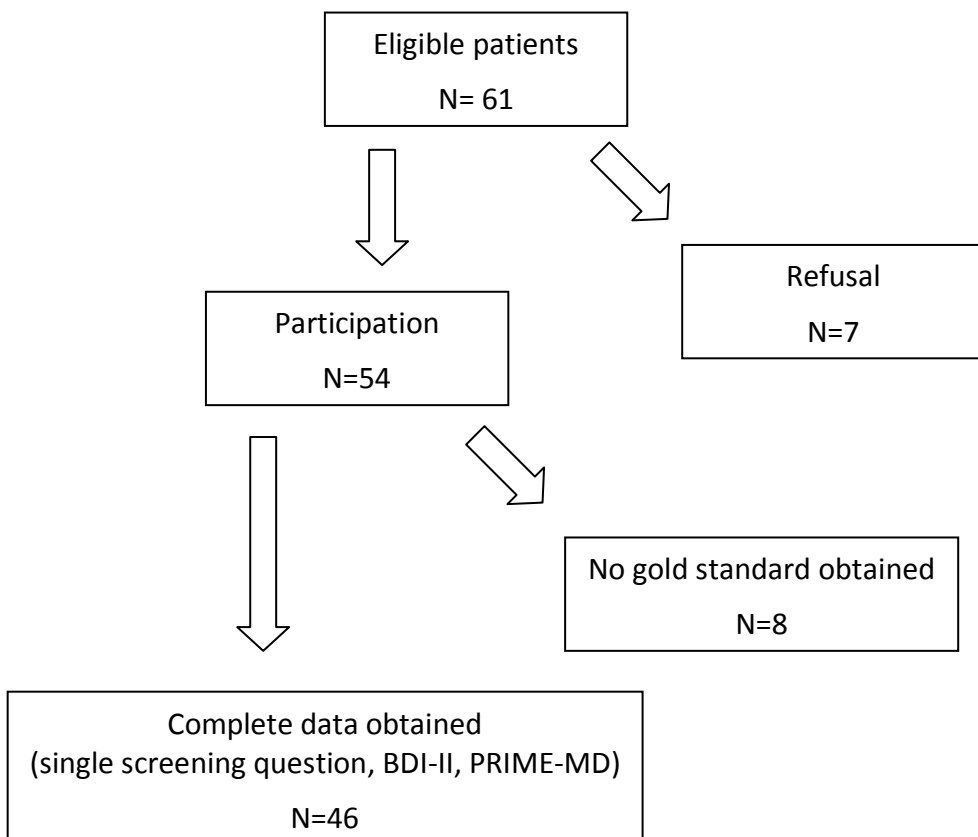 Eligible patients
N= 61
Refusal
N=7
Participation
N=54
No gold standard obtained
N=8
Complete data obtained
(single screening question, BDI-II, PRIME-MD)
N=46